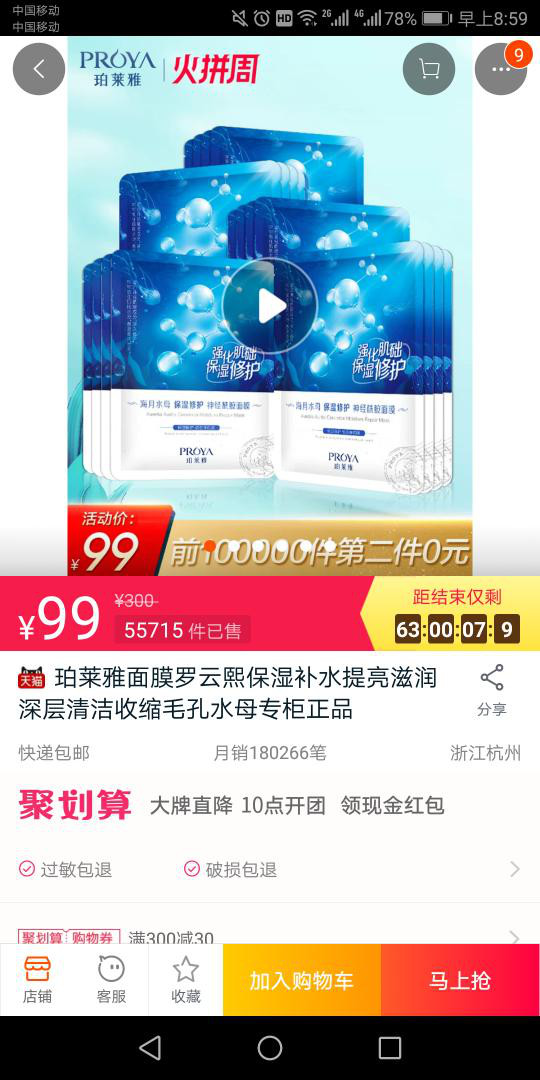 中国移动
中国移动
HD
2G
4G
78%
早上8:59
PROYA
珀莱雅
火拼周
9
强化肌础
保湿修护
强化肌础
保湿修护
海月水母 保湿修护 神经酰胺面膜
海月水母 保湿修护 神经酰胺面膜
PROYA
珀莱雅
PROYA
珀莱雅
活动价:
¥99
前100000件第二件0元
¥99
¥300
55715 件已售
距结束仅剩
63:00:07:9
天猫 珀莱雅面膜罗云熙保湿补水提亮滋润
深层清洁收缩毛孔水母专柜正品
分享
快递包邮
月销180266笔
浙江杭州
聚划算 大牌直降 10点开团 领现金红包
过敏包退
破损包退
聚划算 购物券 满300减30
店铺
客服
收藏
加入购物车
马上抢